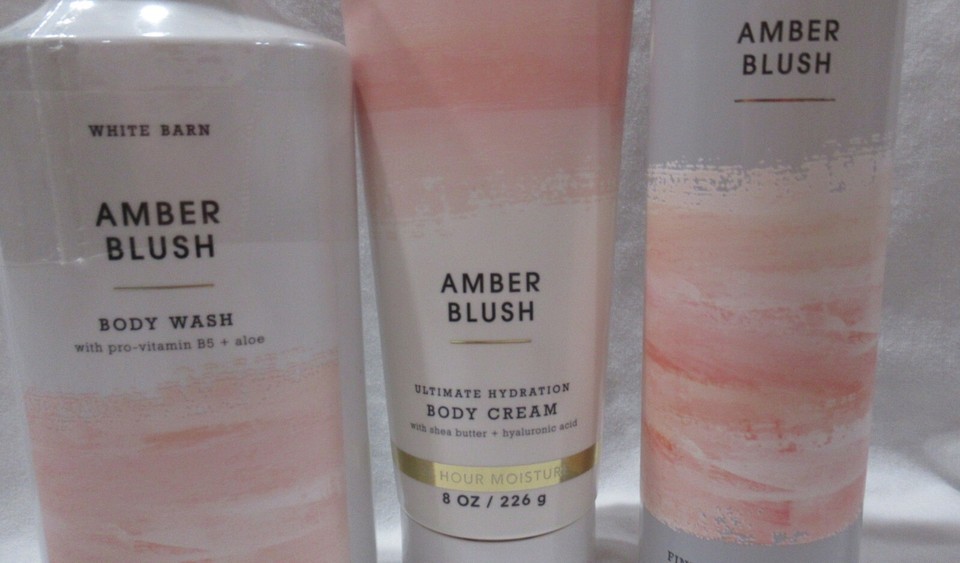 WHITE BARN
AMBER
BLUSH
BODY WASH
with pro-vitamin B5 + aloe
AMBER
BLUSH
ULTIMATE HYDRATION
BODY CREAM
with shea butter + hyaluronic acid
HOUR MOISTURE
8 OZ / 226 g
AMBER
BLUSH